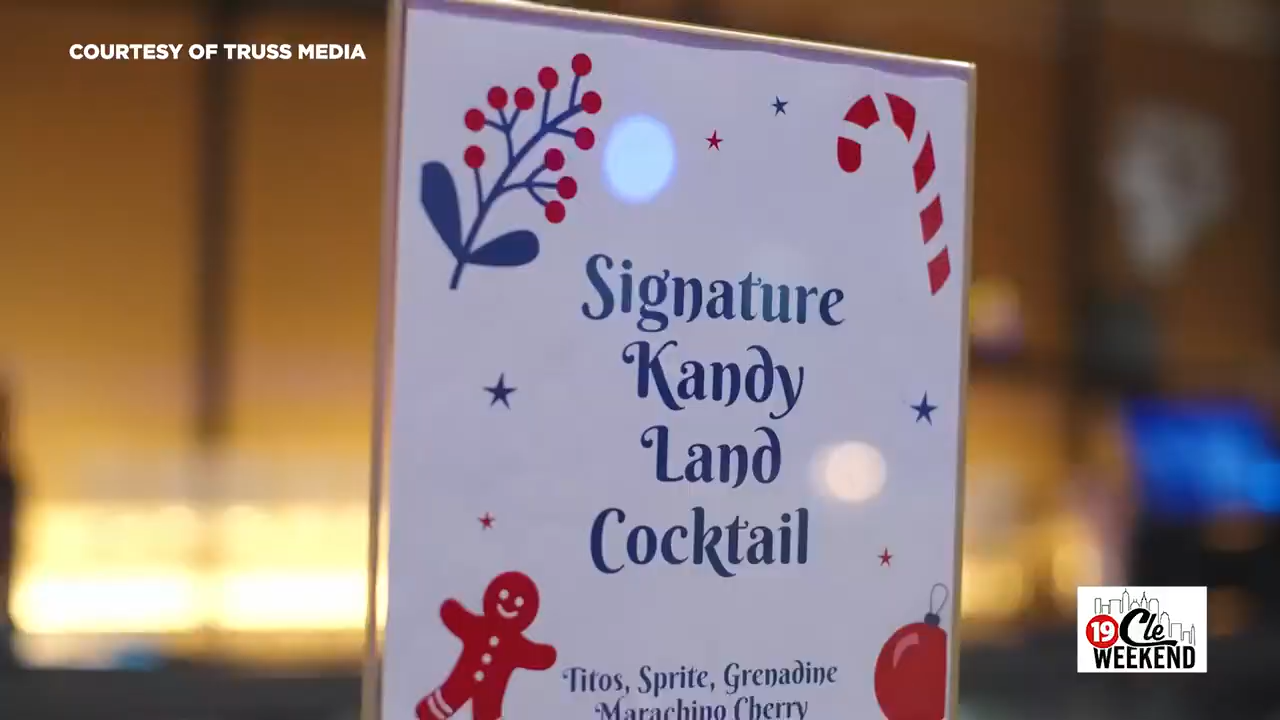 COURTESY OF TRUSS MEDIA
Signature
Kandy
Land
Cocktail
Titos, Sprite, Grenadine
Marachino Cherry
19 Cle
WEEKEND